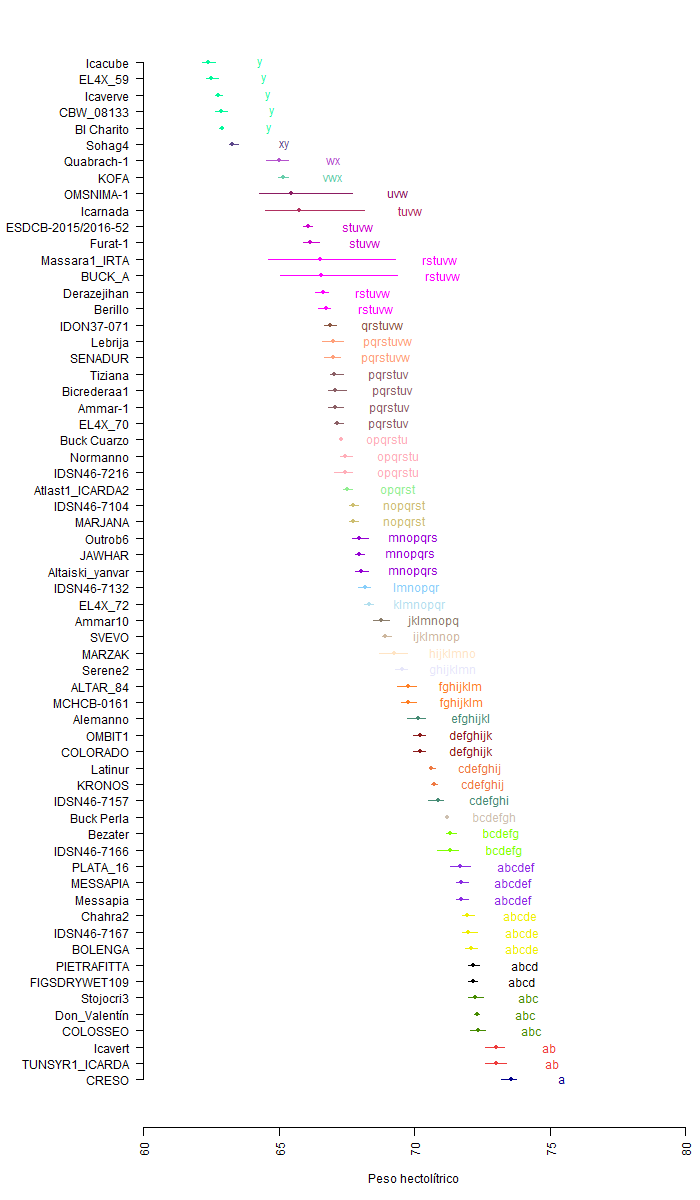 Icacube y
EL4X_59 y
Icaverve y
CBW_08133 y
BI Charito y
Sohag4 xy
Quabrach-1 wx
KOFA vwx
OMSNIMA-1 uvw
Icarnada tuvw
ESDCB-2015/2016-52 stuvw
Furat-1 stuvw
Massara1_IRTA rstuvw
BUCK_A rstuvw
Derazejihan rstuvw
Berillo rstuvw
IDON37-071 qrstuvw
Lebrija pqrstuvw
SENADUR pqrstuvw
Tiziana pqrstuv
Bicrederaa1 pqrstuv
Ammar-1 pqrstuv
EL4X_70 pqrstuv
Buck Cuarzo opqrstu
Normanno opqrstu
IDSN46-7216 opqrstu
Atlast1_ICARDA2 opqrst
IDSN46-7104 nopqrst
MARJANA nopqrst
Outrob6 mnopqrs
JAWHAR mnopqrs
Altaiski_yanvar mnopqrs
IDSN46-7132 lmnopqr
EL4X_72 klmnopqr
Ammar10 jklmnopq
SVEVO ijklmnop
MARZAK hijklmno
Serene2 ghijklmn
ALTAR_84 fghijklm
MCHCB-0161 fghijklm
Alemanno efghijkl
OMBIT1 defghijk
COLORADO defghijk
Latinur cdefghij
KRONOS cdefghij
IDSN46-7157 cdefghi
Buck Perla bcdefgh
Bezater bcdefg
IDSN46-7166 bcdefg
PLATA_16 abcdef
MESSAPIA abcdef
Messapia abcdef
Chahra2 abcde
IDSN46-7167 abcde
BOLENGA abcde
PIETRAFITTA abcd
FIGSDRYWET109 abcd
Stojocri3 abc
Don_Valentín abc
COLOSSEO abc
Icavert ab
TUNSYR1_ICARDA ab
CRESO a
60 65 70 75 80
Peso hectolítrico